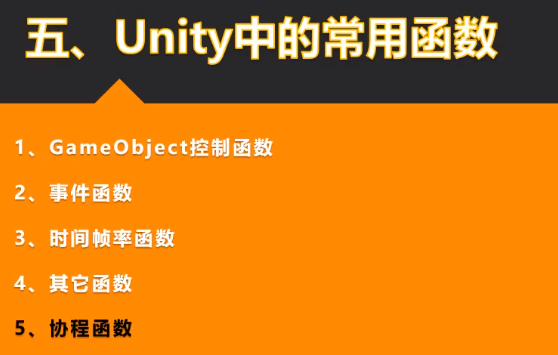 五、Unity中的常用函数
1、GameObject控制函数
2、事件函数
3、时间帧率函数
4、其它函数
5、协程函数